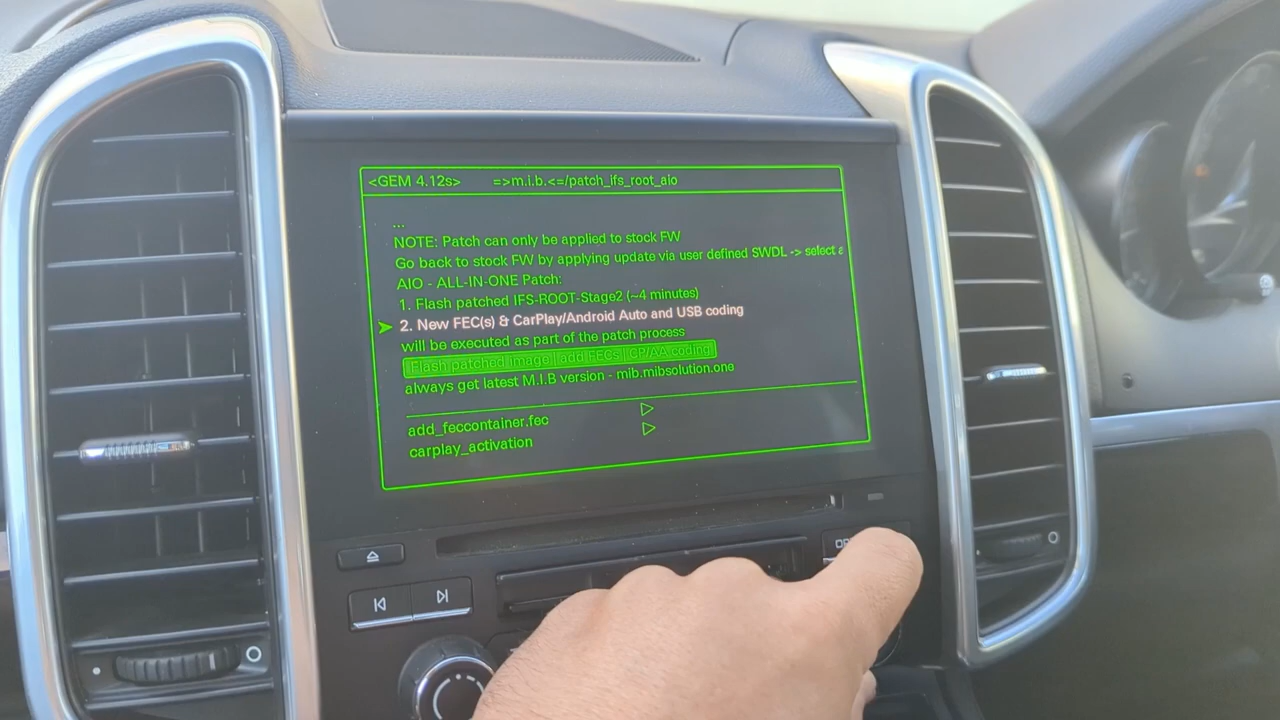 <GEM 4.12s> =>m.i.b.<=/patch_ifs_root_aio
...
NOTE: Patch can only be applied to stock FW
Go back to stock FW by applying update via user defined SWDL -> select
AIO - ALL-IN-ONE Patch:
1. Flash patched IFS-ROOT-Stage2 (~4 minutes)
2. New FEC(s) & CarPlay/Android Auto and USB coding
will be executed as part of the patch process
Flash patched image | add FECs | CP/AA coding
always get latest M.I.B version - mib.mibsolution.one
add_feccontainer.fec
carplay_activation